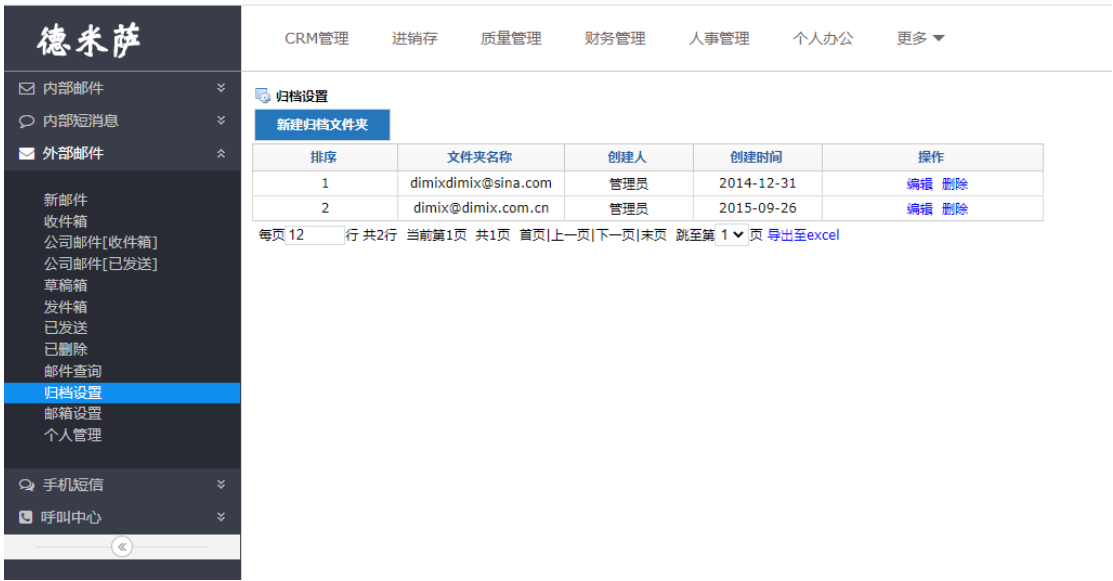 德米萨
CRM管理 进销存 质量管理 财务管理 人事管理 个人办公 更多
内部邮件
内部短消息
外部邮件
新邮件
收件箱
公司邮件[收件箱]
公司邮件[已发送]
草稿箱
发件箱
已发送
已删除
邮件查询
归档设置
邮箱设置
个人管理
手机短信
呼叫中心
归档设置
新建归档文件夹
排序 文件夹名称 创建人 创建时间 操作
1 dimixdimix@sina.com 管理员 2014-12-31 编辑 删除
2 dimix@dimix.com.cn 管理员 2015-09-26 编辑 删除
每页 12 行 共2行 当前第1页 共1页 首页|上一页|下一页|末页 跳至第 1 页 导出至excel